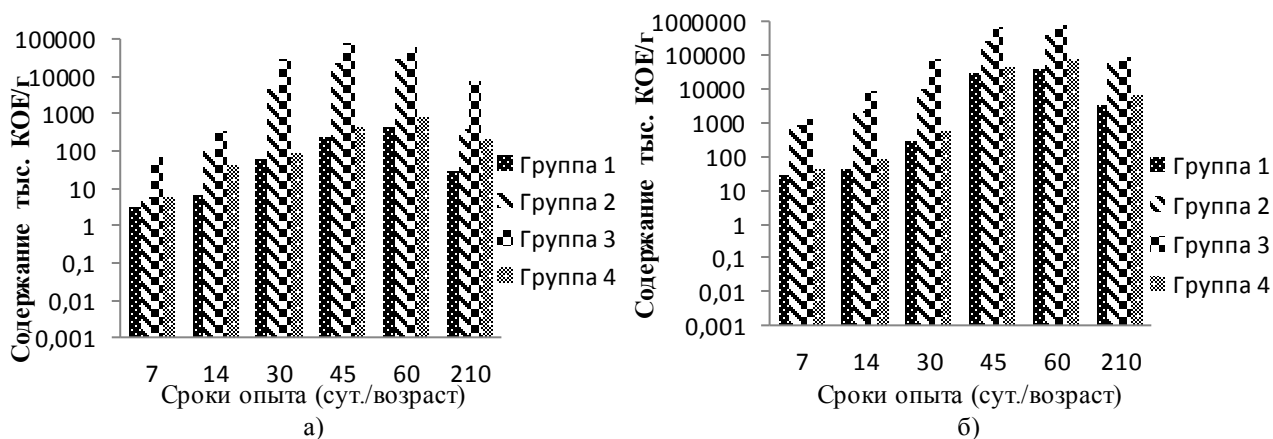 Содержание тыс. КОЕ/г
100000
10000
1000
100
10
1
0,1
0,01
0,001
7 14 30 45 60 210
Сроки опыта (сут./возраст)
а)
Группа 1
Группа 2
Группа 3
Группа 4
Содержание тыс. КОЕ/г
1000000
100000
10000
1000
100
10
1
0,1
0,01
0,001
7 14 30 45 60 210
Сроки опыта (сут./возраст)
б)
Группа 1
Группа 2
Группа 3
Группа 4